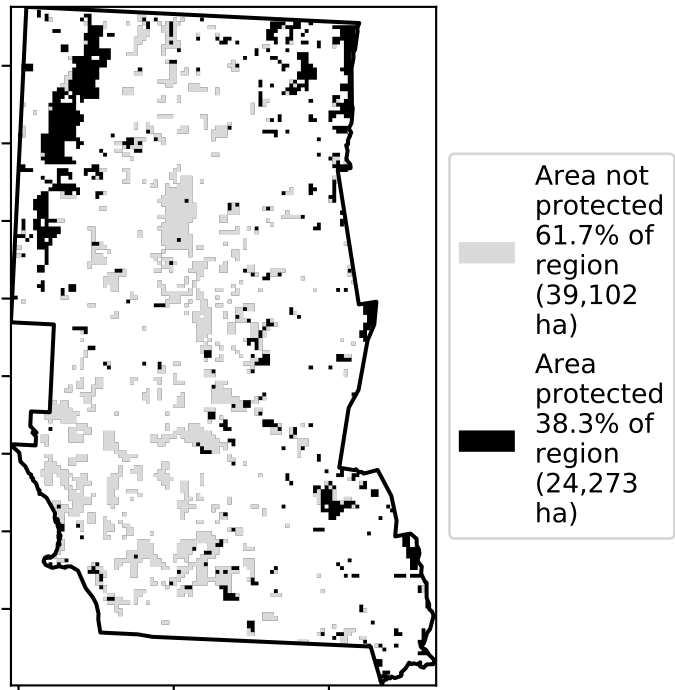 Area not
protected
61.7% of
region
(39,102
ha)
Area
protected
38.3% of
region
(24,273
ha)